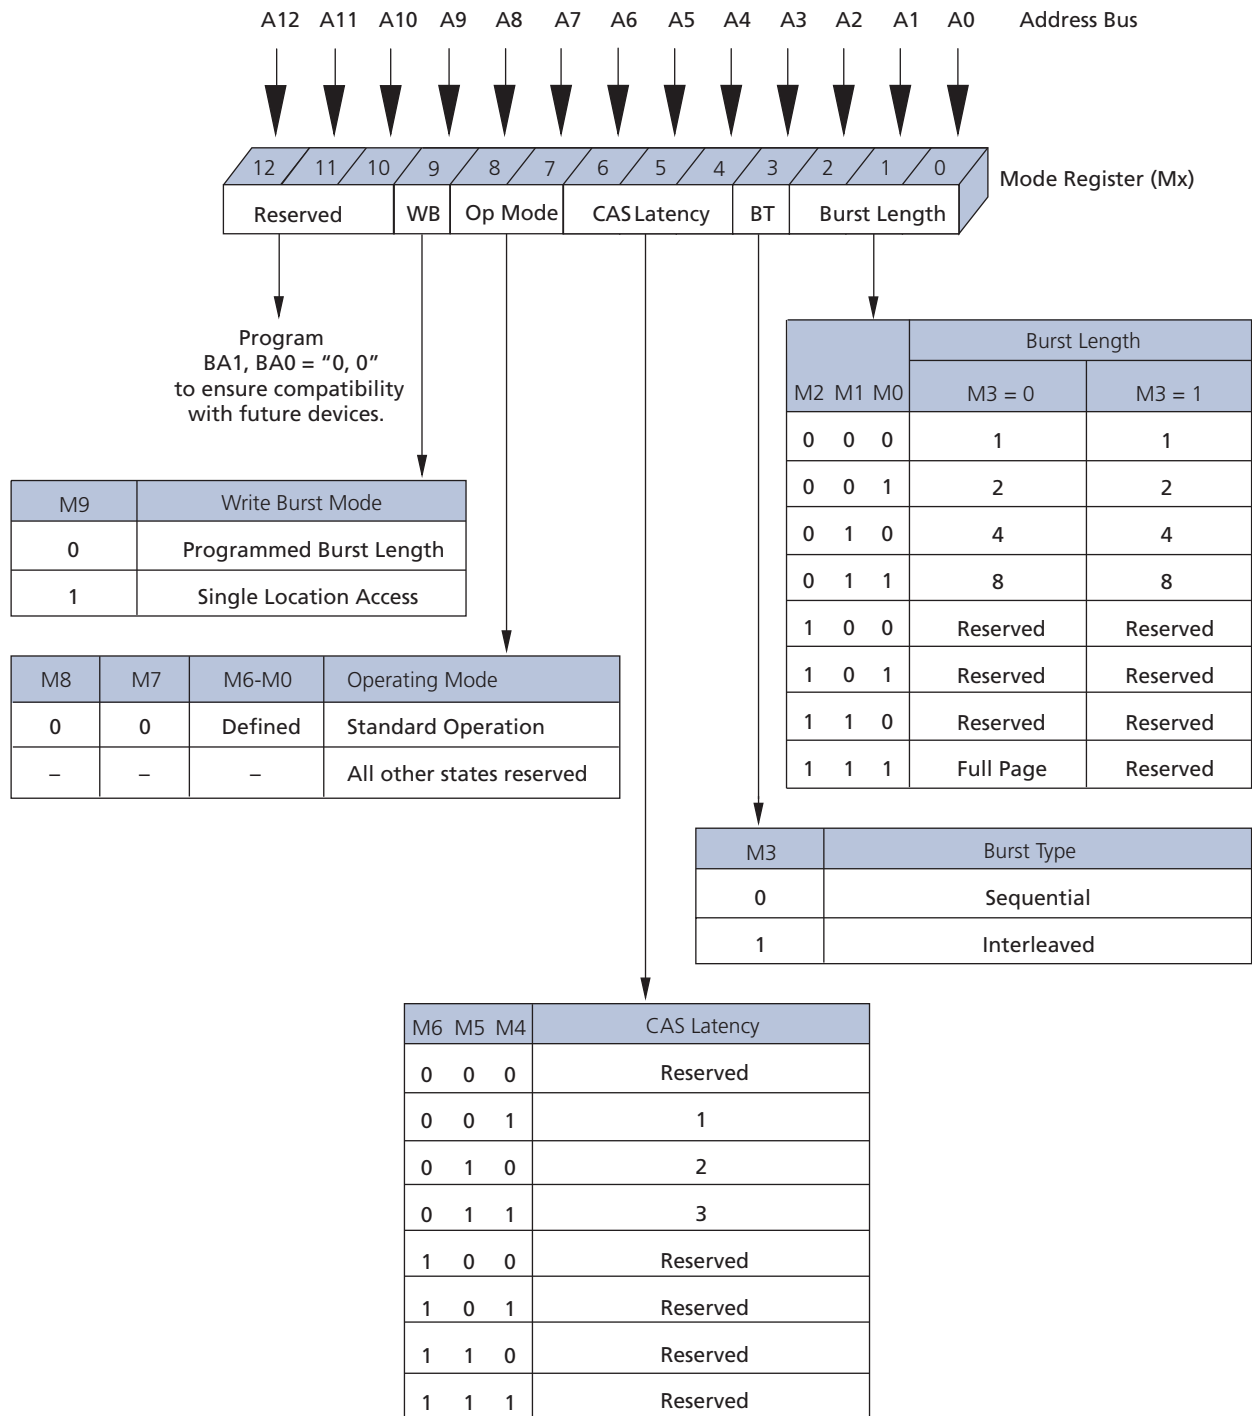 A12 A11 A10 A9 A8 A7 A6 A5 A4 A3 A2 A1 A0 Address Bus
12 11 10 9 8 7 6 5 4 3 2 1 0
Mode Register (Mx)
Reserved WB Op Mode CAS Latency BT Burst Length
Program
BA1, BA0 = “0, 0”
to ensure compatibility
with future devices.
Burst Length
M2 M1 M0 M3 = 0 M3 = 1
0 0 0 1 1
0 0 1 2 2
0 1 0 4 4
0 1 1 8 8
1 0 0 Reserved Reserved
1 0 1 Reserved Reserved
1 1 0 Reserved Reserved
1 1 1 Full Page Reserved
M9 Write Burst Mode
0 Programmed Burst Length
1 Single Location Access
M8 M7 M6-M0 Operating Mode
0 0 Defined Standard Operation
– – – All other states reserved
M3 Burst Type
0 Sequential
1 Interleaved
M6 M5 M4 CAS Latency
0 0 0 Reserved
0 0 1 1
0 1 0 2
0 1 1 3
1 0 0 Reserved
1 0 1 Reserved
1 1 0 Reserved
1 1 1 Reserved